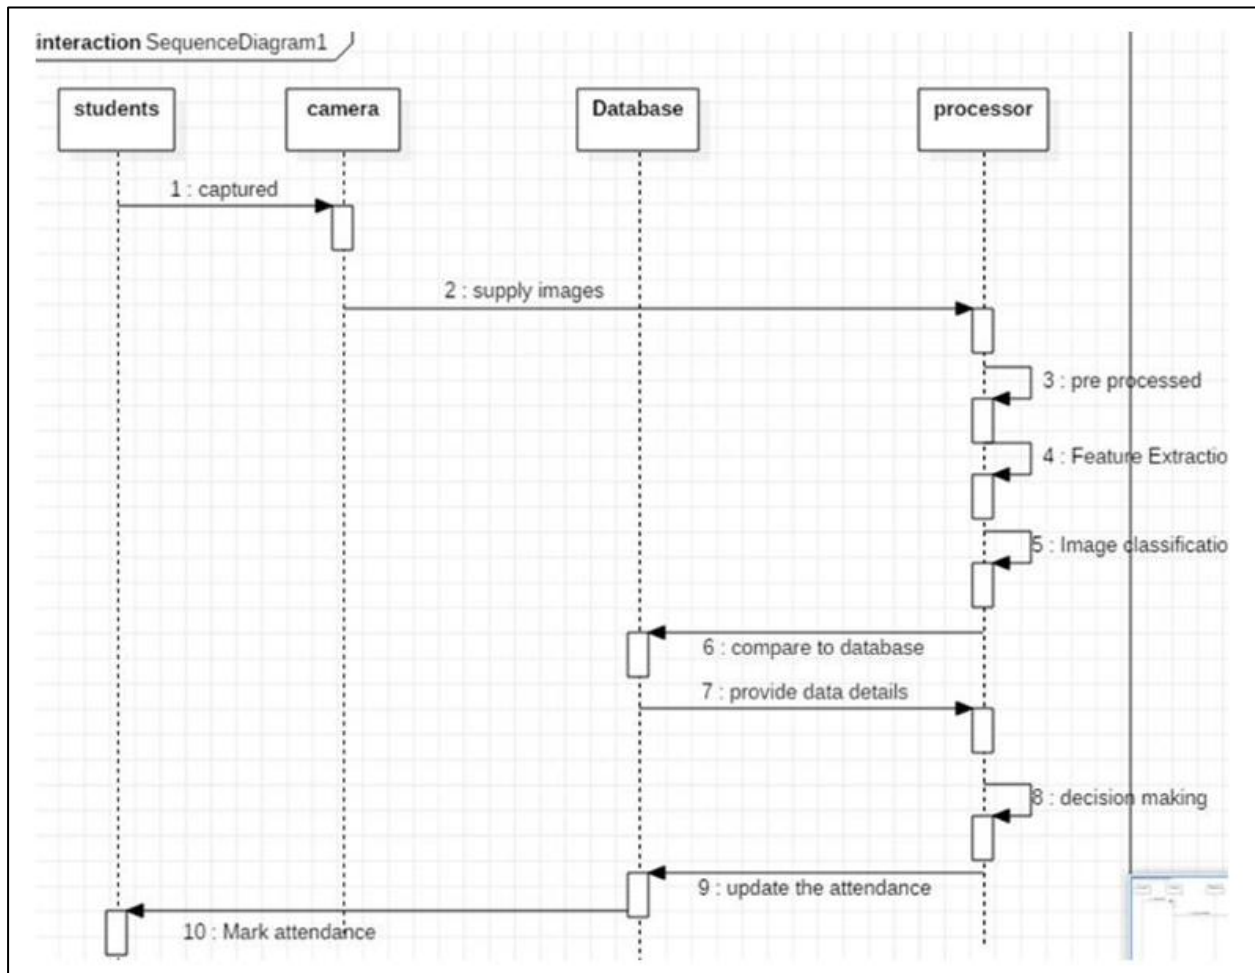 interaction SequenceDiagram1
students
camera
Database
processor
1 : captured
2 : supply images
3 : pre processed
4 : Feature Extractio
5 : Image classificatio
6 : compare to database
7 : provide data details
8 : decision making
9 : update the attendance
10 : Mark attendance